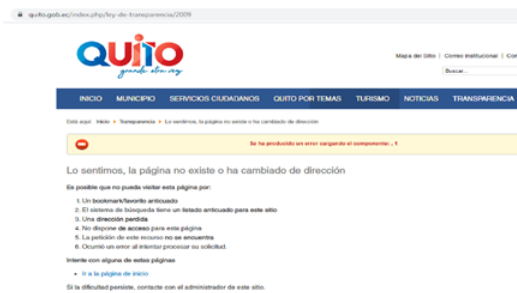 quito.gob.ec/index.php/ley-de-transparencia/2009
QUITO
grande otra vez
Mapa del Sitio | Correo Institucional | Con
Buscar...
INICIO MUNICIPIO SERVICIOS CIUDADANOS QUITO POR TEMAS TURISMO NOTICIAS TRANSPARENCIA
Está aquí: Inicio Transparencia Lo sentimos, la página no existe o ha cambiado de dirección
Se ha producido un error cargando el componente: , 1
Lo sentimos, la página no existe o ha cambiado de dirección
Es posible que no pueda visitar esta página por:
1. Un bookmark/favorito anticuado
2. El sistema de búsqueda tiene un listado anticuado para este sitio
3. Una dirección perdida
4. No dispone de acceso para esta página
5. La petición de este recurso no se encuentra
6. Ocurrió un error al intentar procesar su solicitud.
Intente con alguna de estas páginas
• Ir a la página de inicio
Si la dificultad persiste, contacte con el administrador de este sitio.